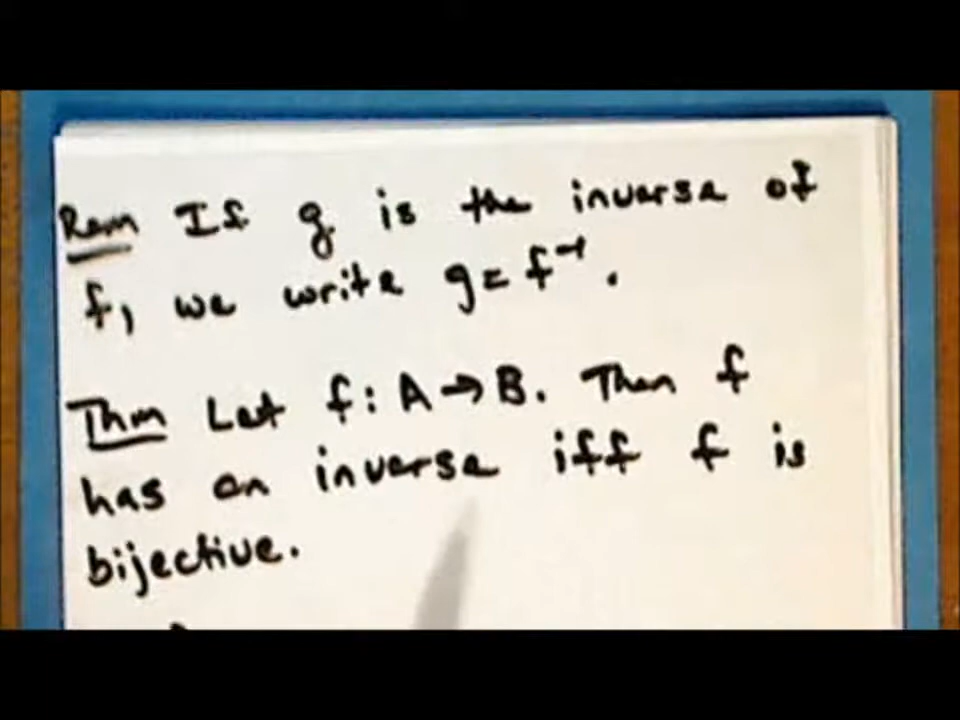 Rem If g is the inverse of
f, we write g = f⁻¹.
Thm Let f: A → B. Then f
has an inverse iff f is
bijective.